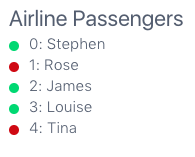 Airline Passengers
0: Stephen
1: Rose
2: James
3: Louise
4: Tina